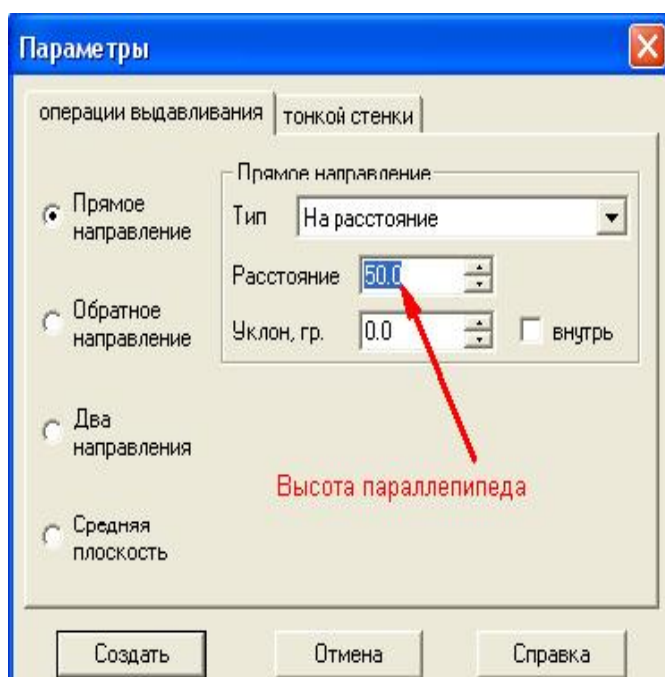 Параметры
операции выдавливания
тонкой стенки
Прямое направление
Прямое
направление
Тип
На расстояние
Расстояние
50.0
Обратное
направление
Уклон, гр.
0.0
внутрь
Два
направления
Высота параллепипеда
Средняя
плоскость
Создать
Отмена
Справка